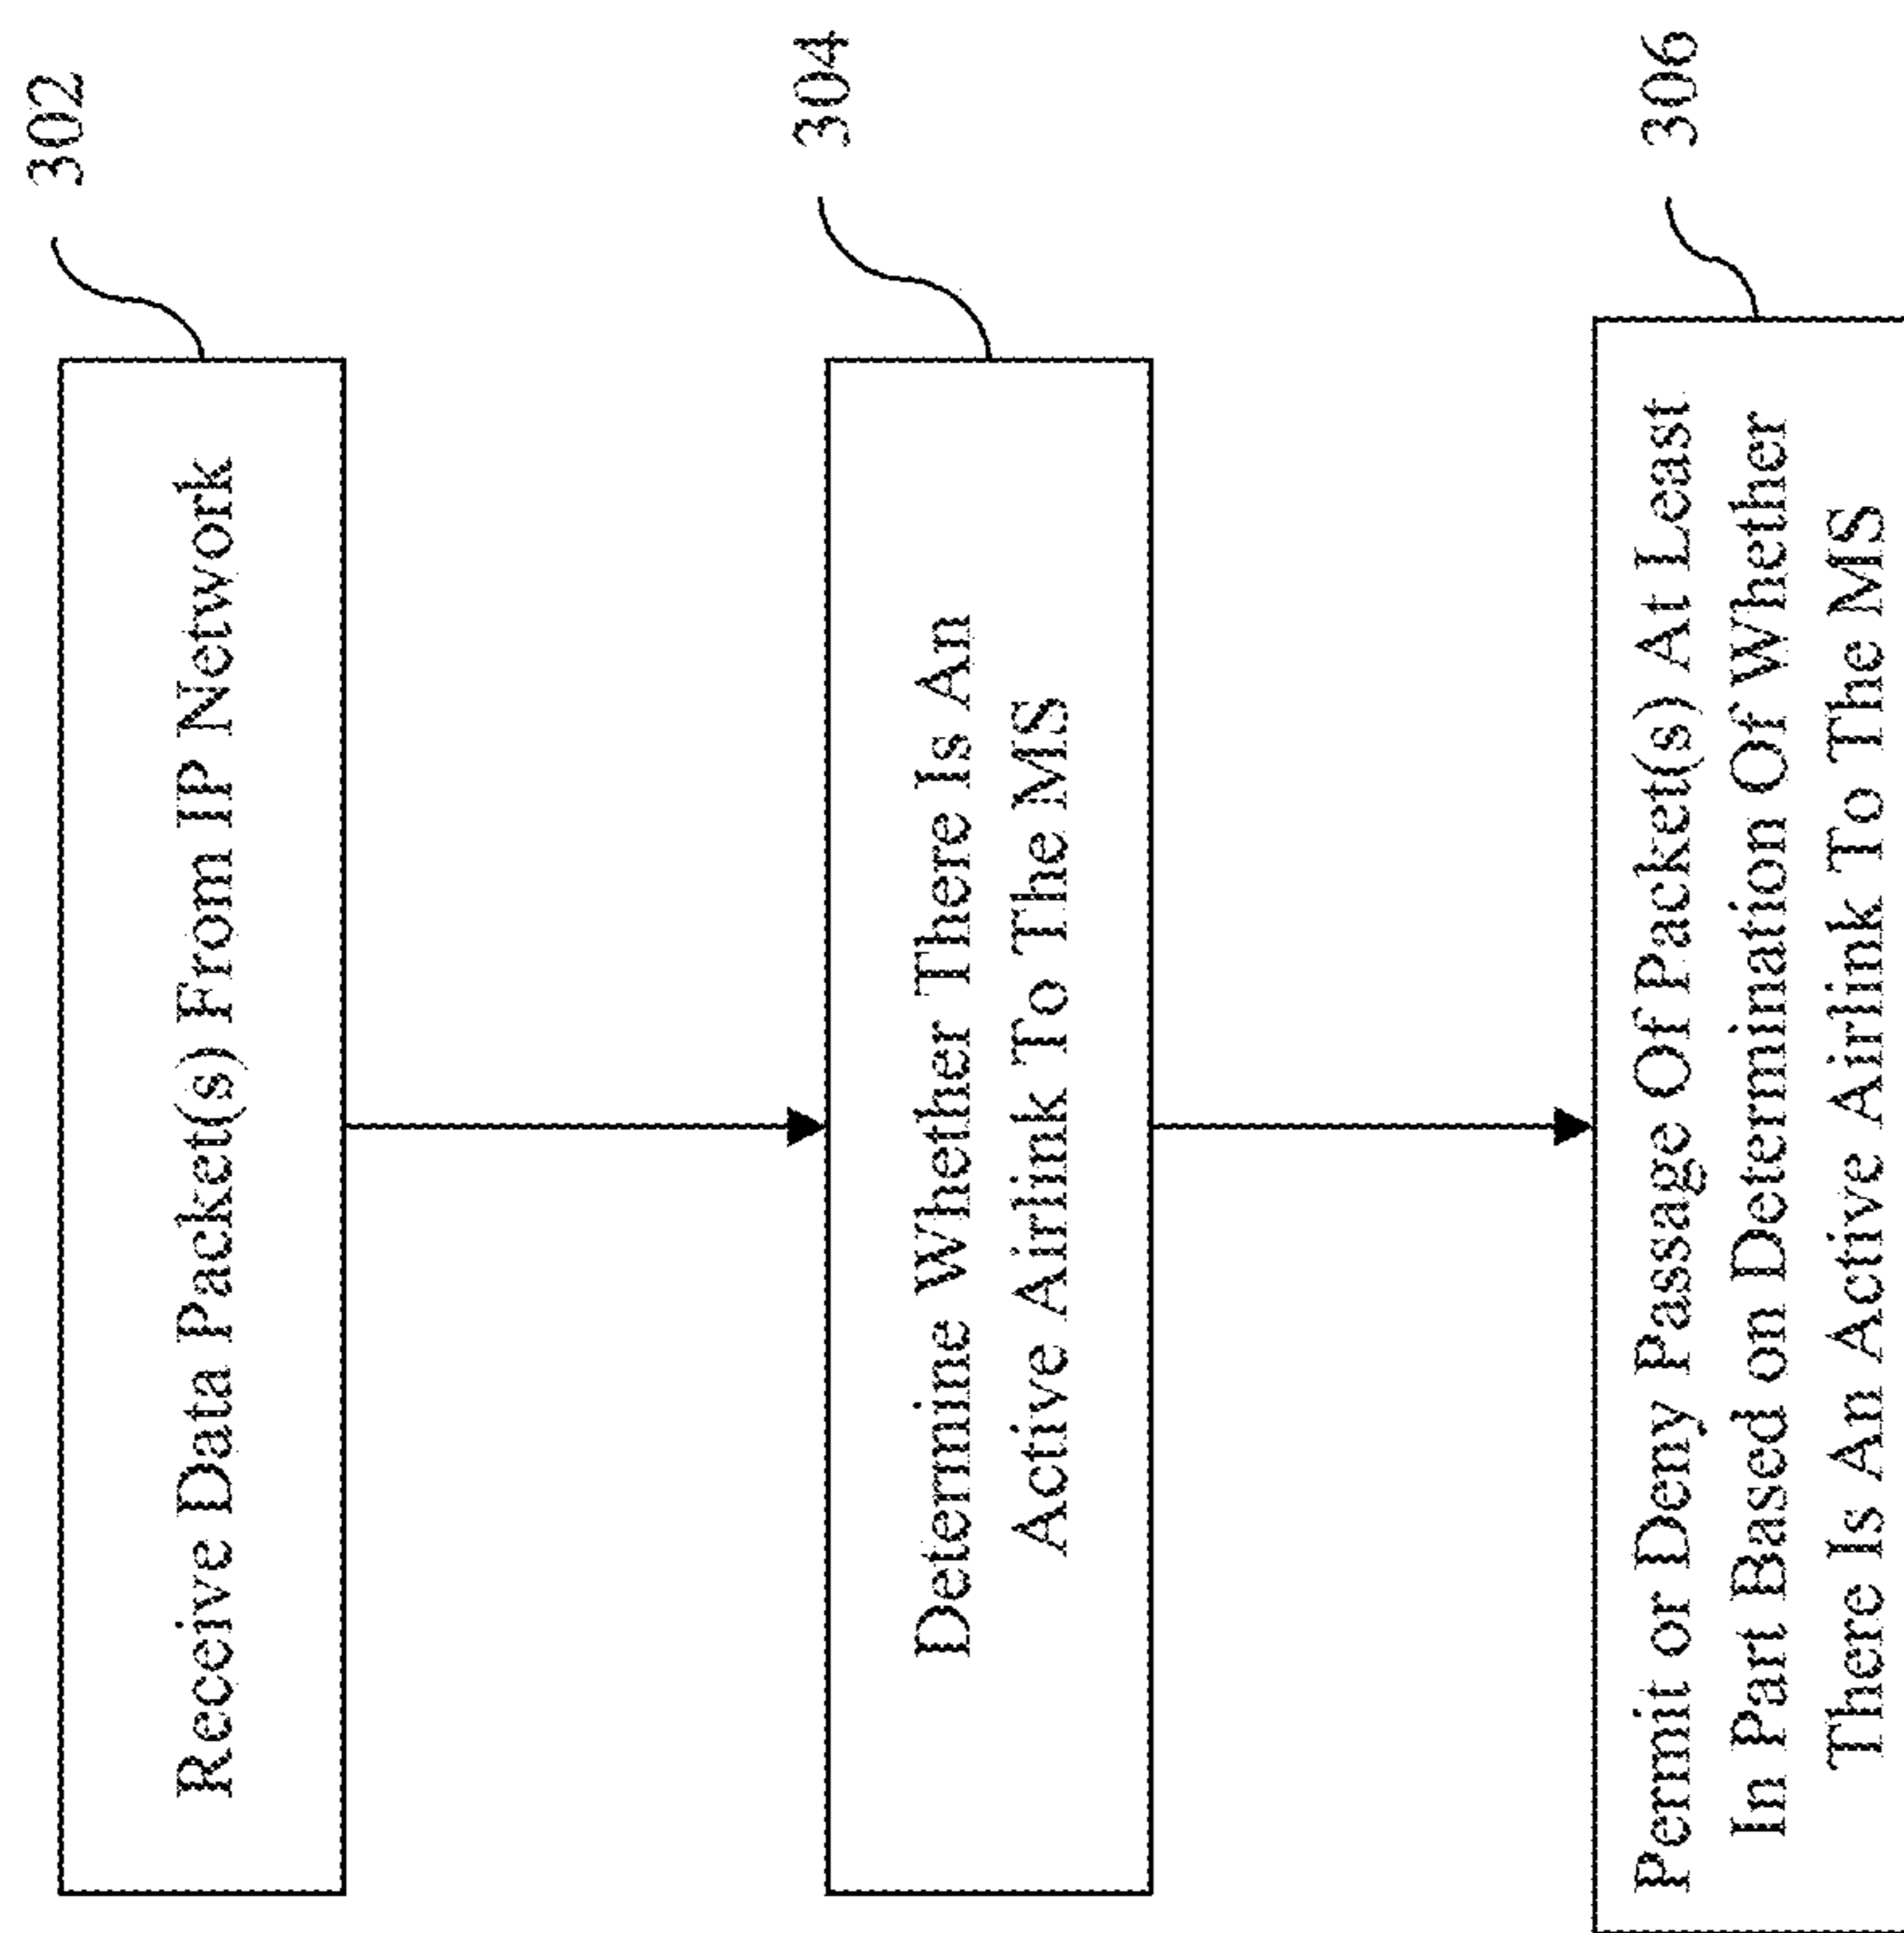 302
Receive Data Packet(s) From IP Network
304
Determine Whether There Is An
Active Airlink To The MS
306
Permit or Deny Passage Of Packet(s) At Least
In Part Based on Determination Of Whether
There Is An Active Airlink To The MS